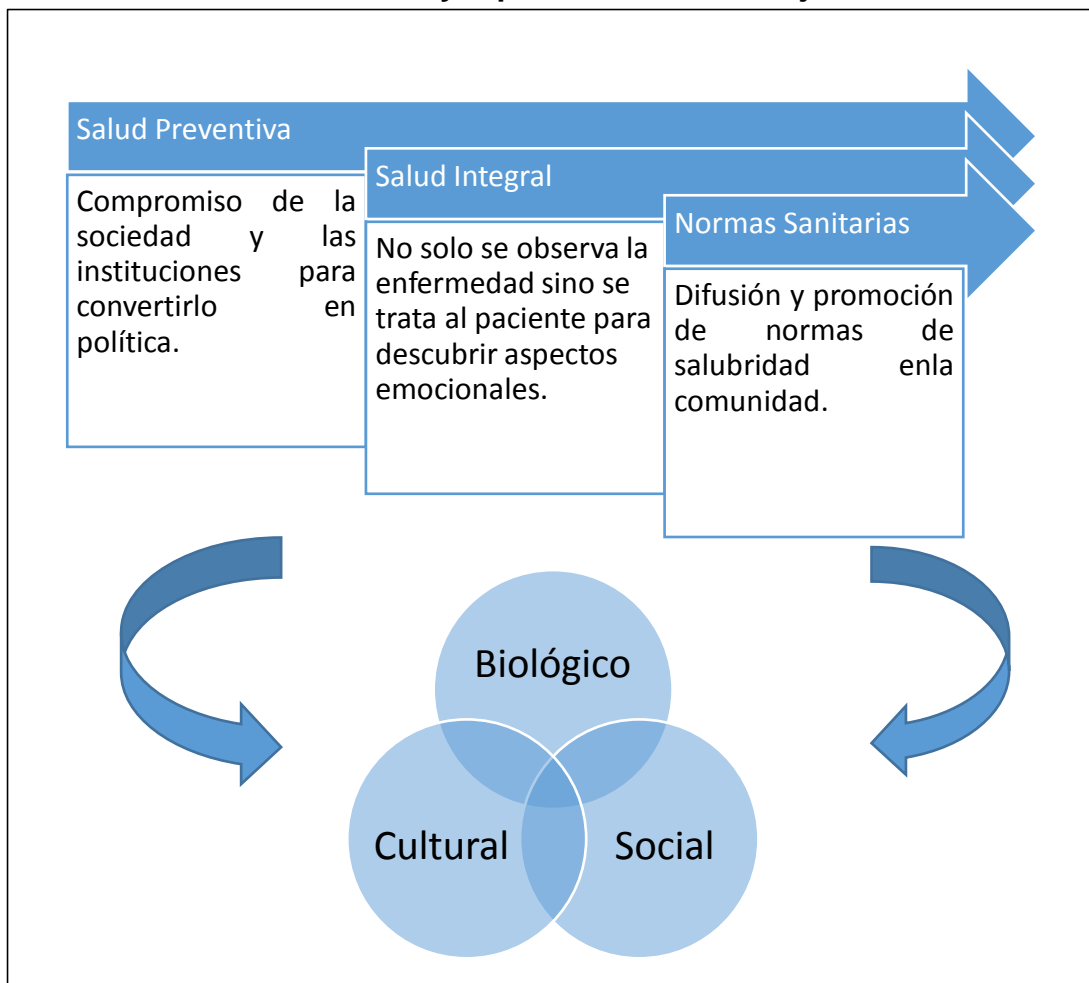 Salud Preventiva
Compromiso de la
sociedad y las
instituciones para
convertirlo en
política.
Salud Integral
No solo se observa la
enfermedad sino se
trata al paciente para
descubrir aspectos
emocionales.
Normas Sanitarias
Difusión y promoción
de normas de
salubridad enla
comunidad.
Biológico
Cultural
Social